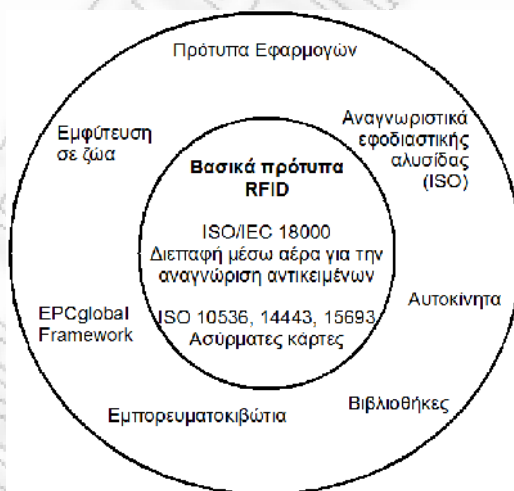 Πρότυπα Εφαρμογών
Εμφύτευση
σε ζώα
Αναγνωριστικά
εφοδιαστικής
αλυσίδας
(ISO)
Βασικά πρότυπα
RFID
ISO/IEC 18000
Διεπαφή μέσω αέρα για την
αναγνώριση αντικειμένων
ISO 10536, 14443, 15693
Ασύρματες κάρτες
EPCglobal
Framework
Αυτοκίνητα
Εμπορευματοκιβώτια
Βιβλιοθήκες